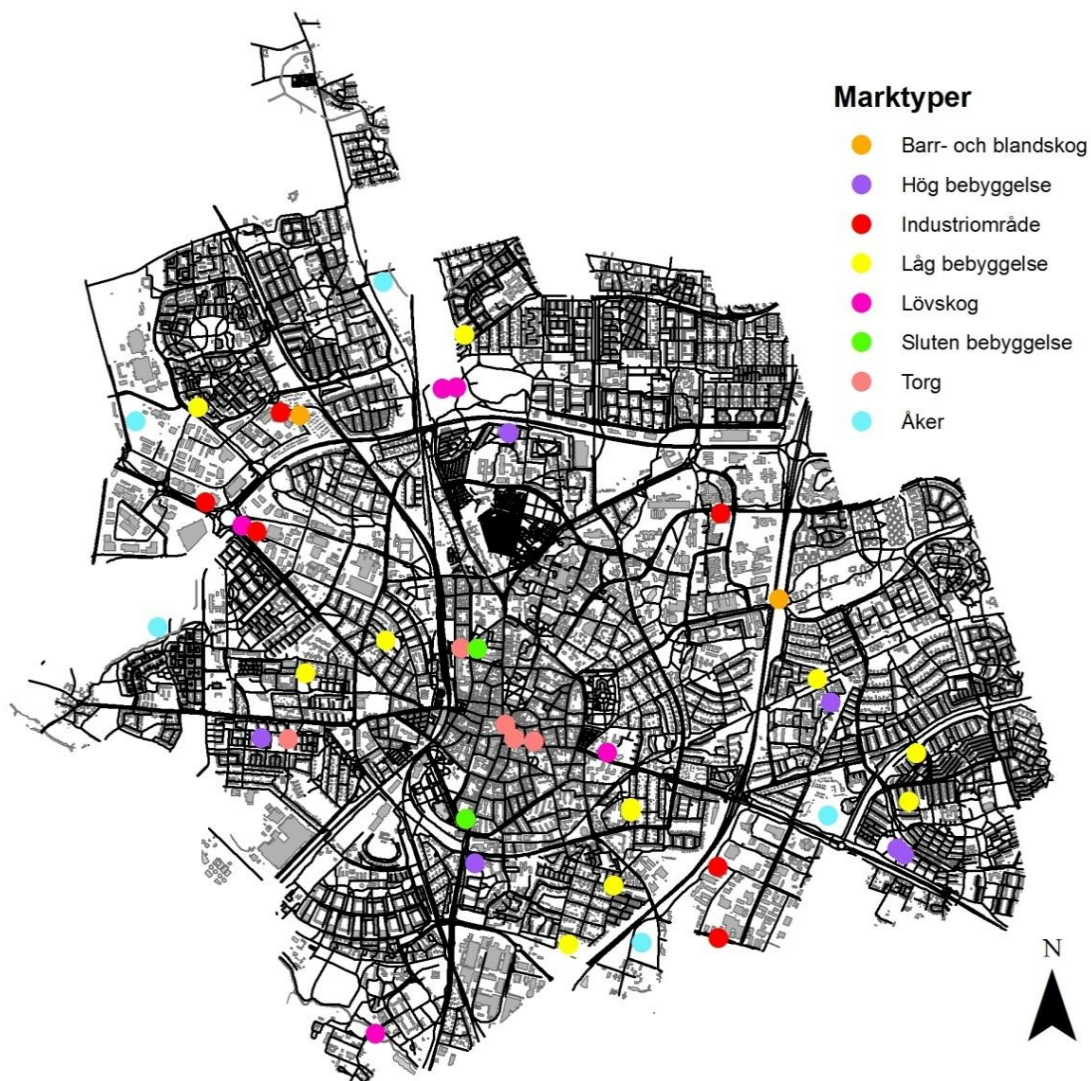 Marktyper
Barr- och blandskog
Hög bebyggelse
Industriområde
Låg bebyggelse
Lövskog
Sluten bebyggelse
Torg
Åker
N